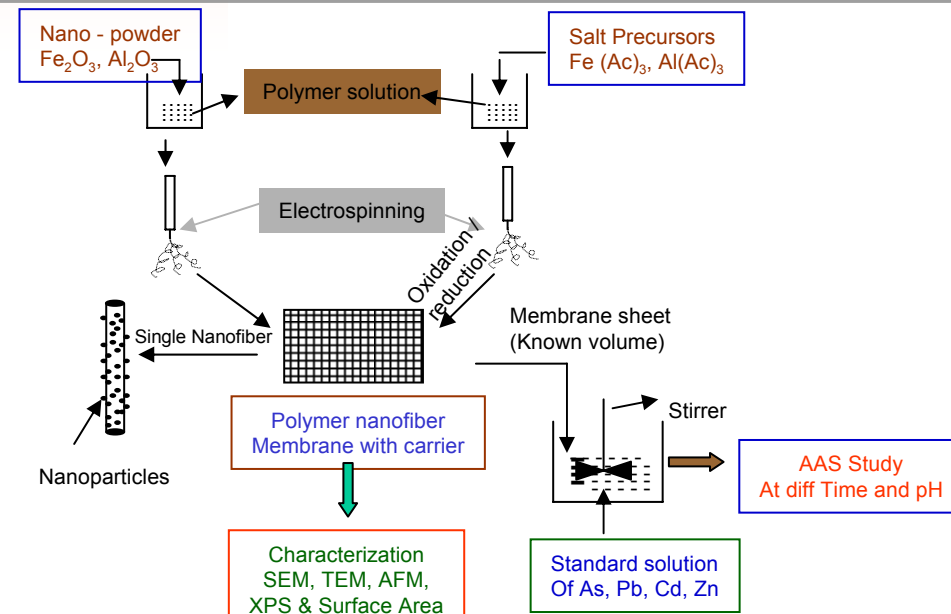 Nano - powder
Fe₂O₃, Al₂O₃
Salt Precursors
Fe (Ac)₃, Al(Ac)₃
Polymer solution
Electrospinning
Oxidation /
reduction
Single Nanofiber
Membrane sheet
(Known volume)
Polymer nanofiber
Membrane with carrier
Stirrer
Nanoparticles
AAS Study
At diff Time and pH
Characterization
SEM, TEM, AFM,
XPS & Surface Area
Standard solution
Of As, Pb, Cd, Zn